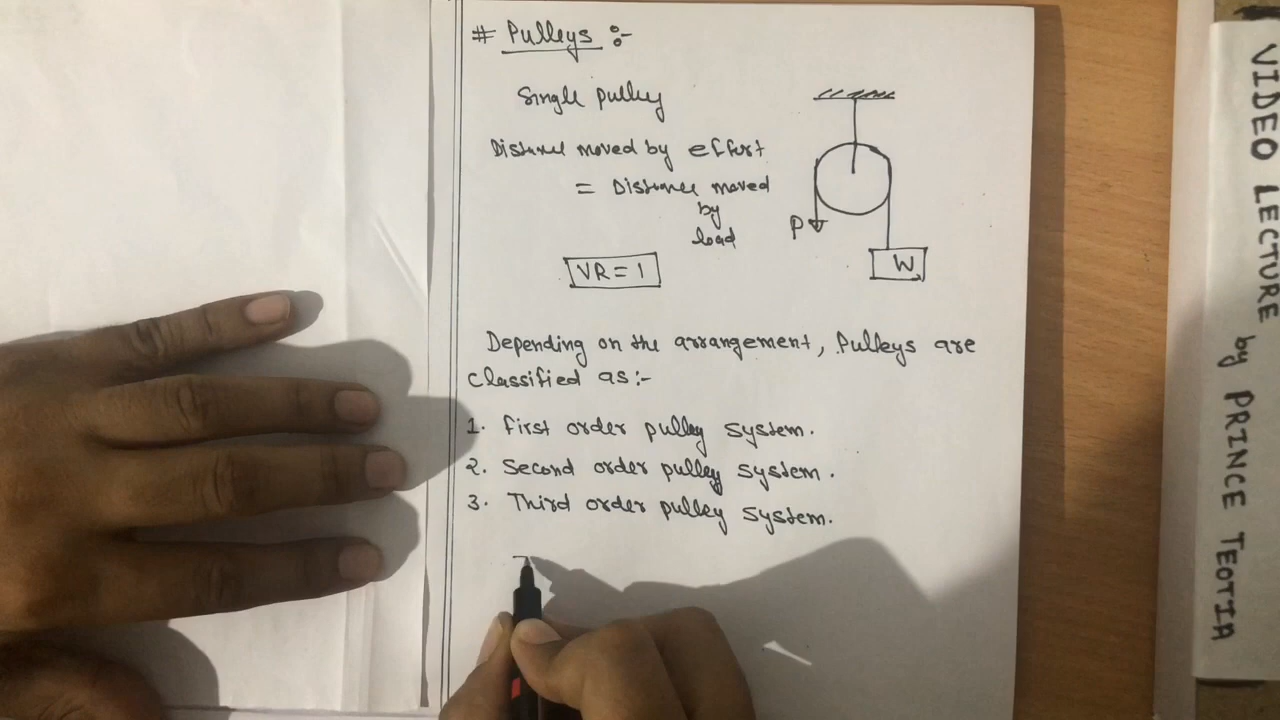 # Pulleys :-
Single pulley
Distance moved by effort
= Distance moved
by
load
P
W
VR = 1
Depending on the arrangement, Pulleys are
classified as:-
1. First order pulley system.
2. Second order pulley system.
3. Third order pulley system.
VIDEO LECTURE by PRINCE TEOTIA